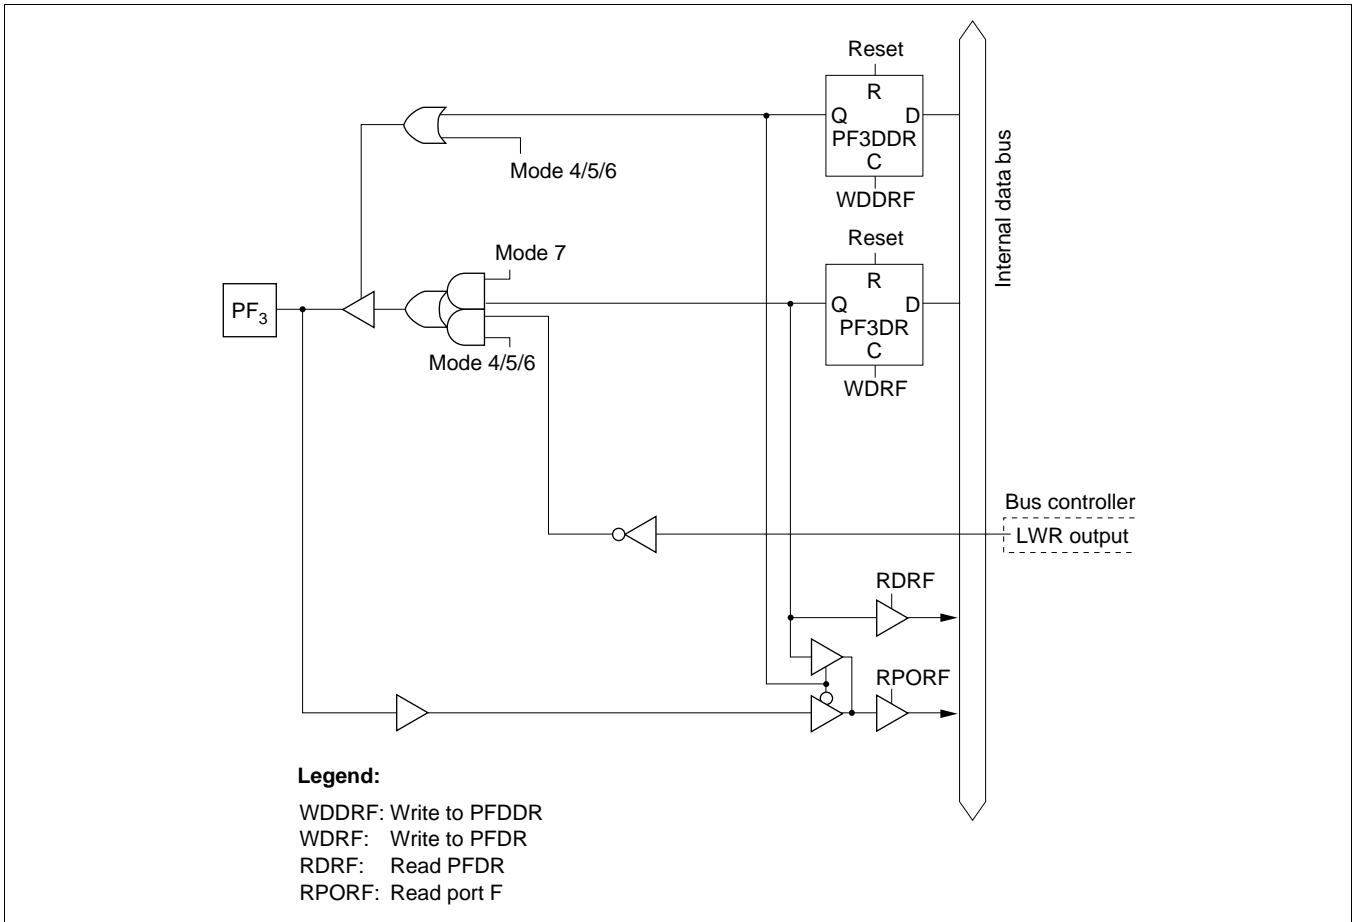 Reset
R
Q D
PF3DDR
C
WDDRF
Mode 4/5/6
Internal data bus
Reset
R
Q D
PF3DR
C
WDRF
Mode 7
PF3
Mode 4/5/6
Bus controller
LWR output
RDRF
RPORF
Legend:
WDDRF: Write to PFDDR
WDRF: Write to PFDR
RDRF: Read PFDR
RPORF: Read port F